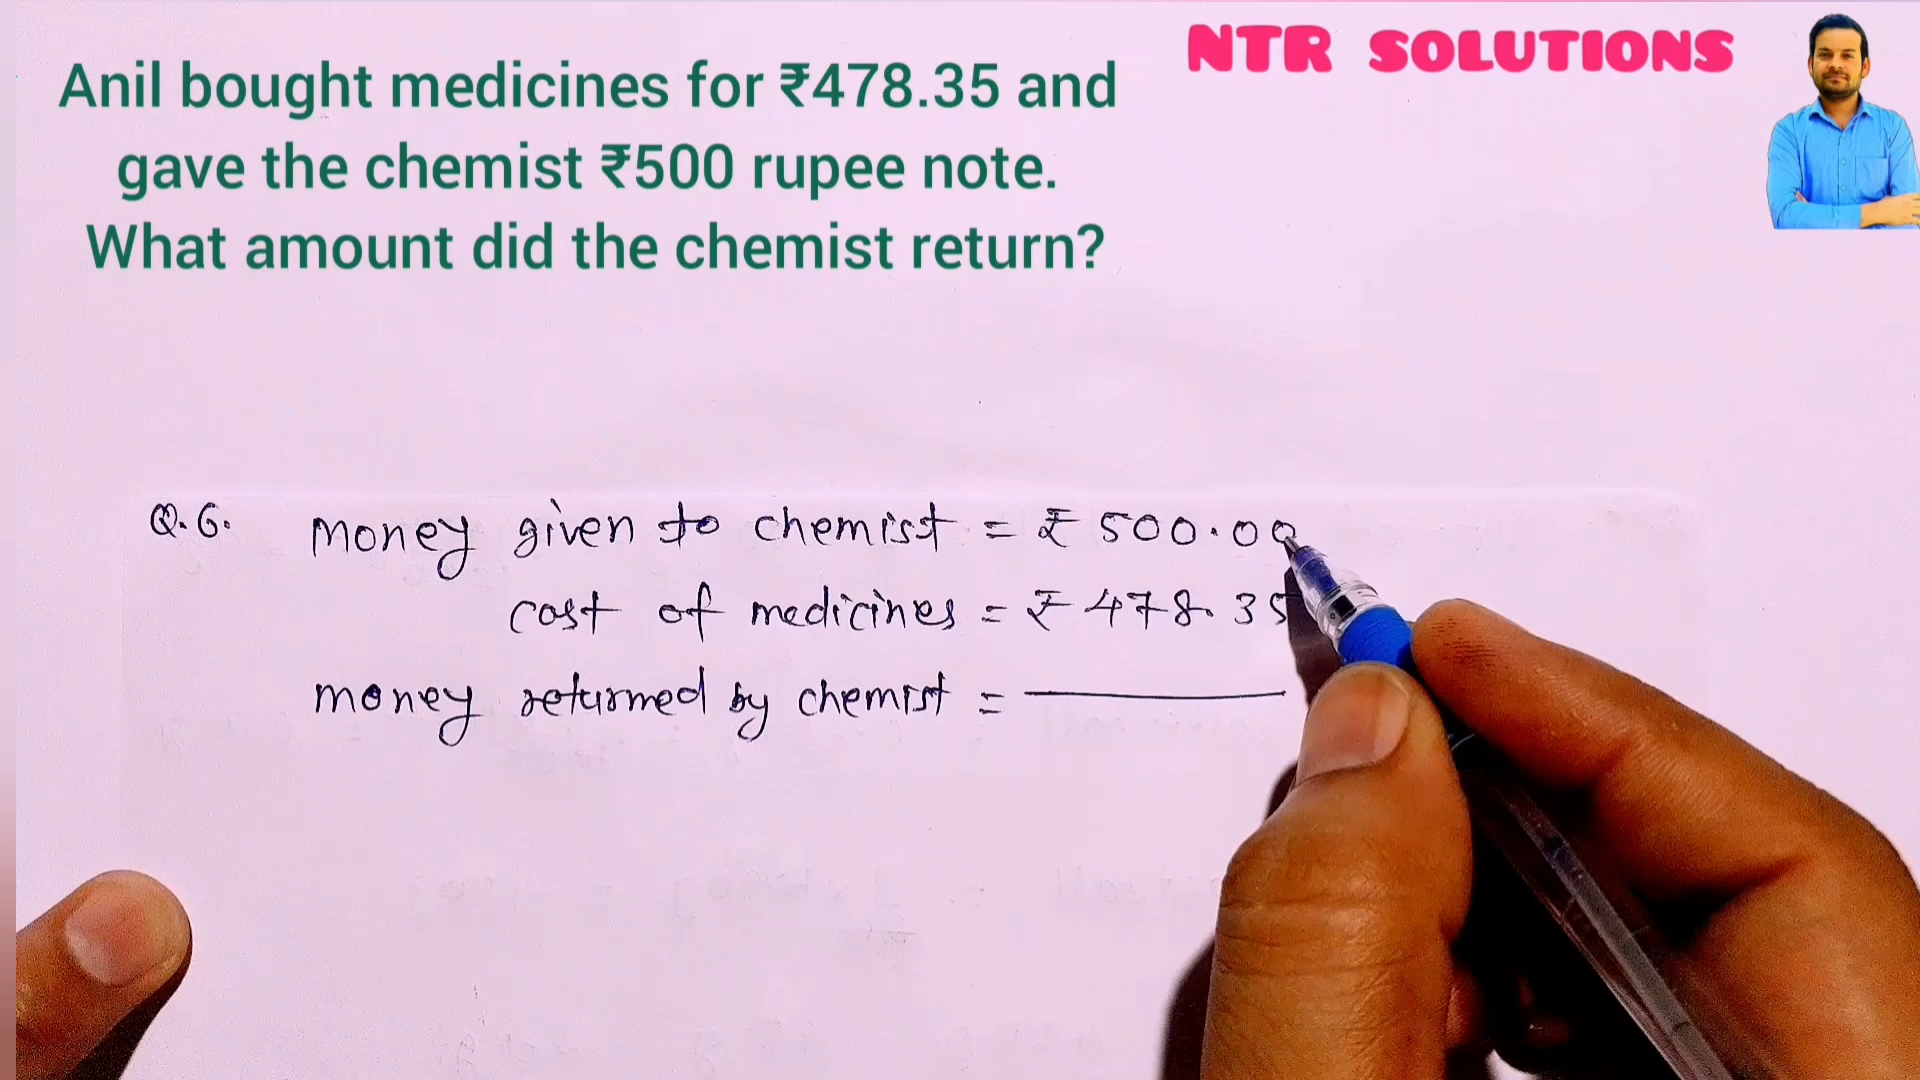 NTR SOLUTIONS
Anil bought medicines for ₹478.35 and
gave the chemist ₹500 rupee note.
What amount did the chemist return?
Q.6. Money given to chemist = ₹ 500.00
cost of medicines = ₹ 478.35
money returned by chemist =